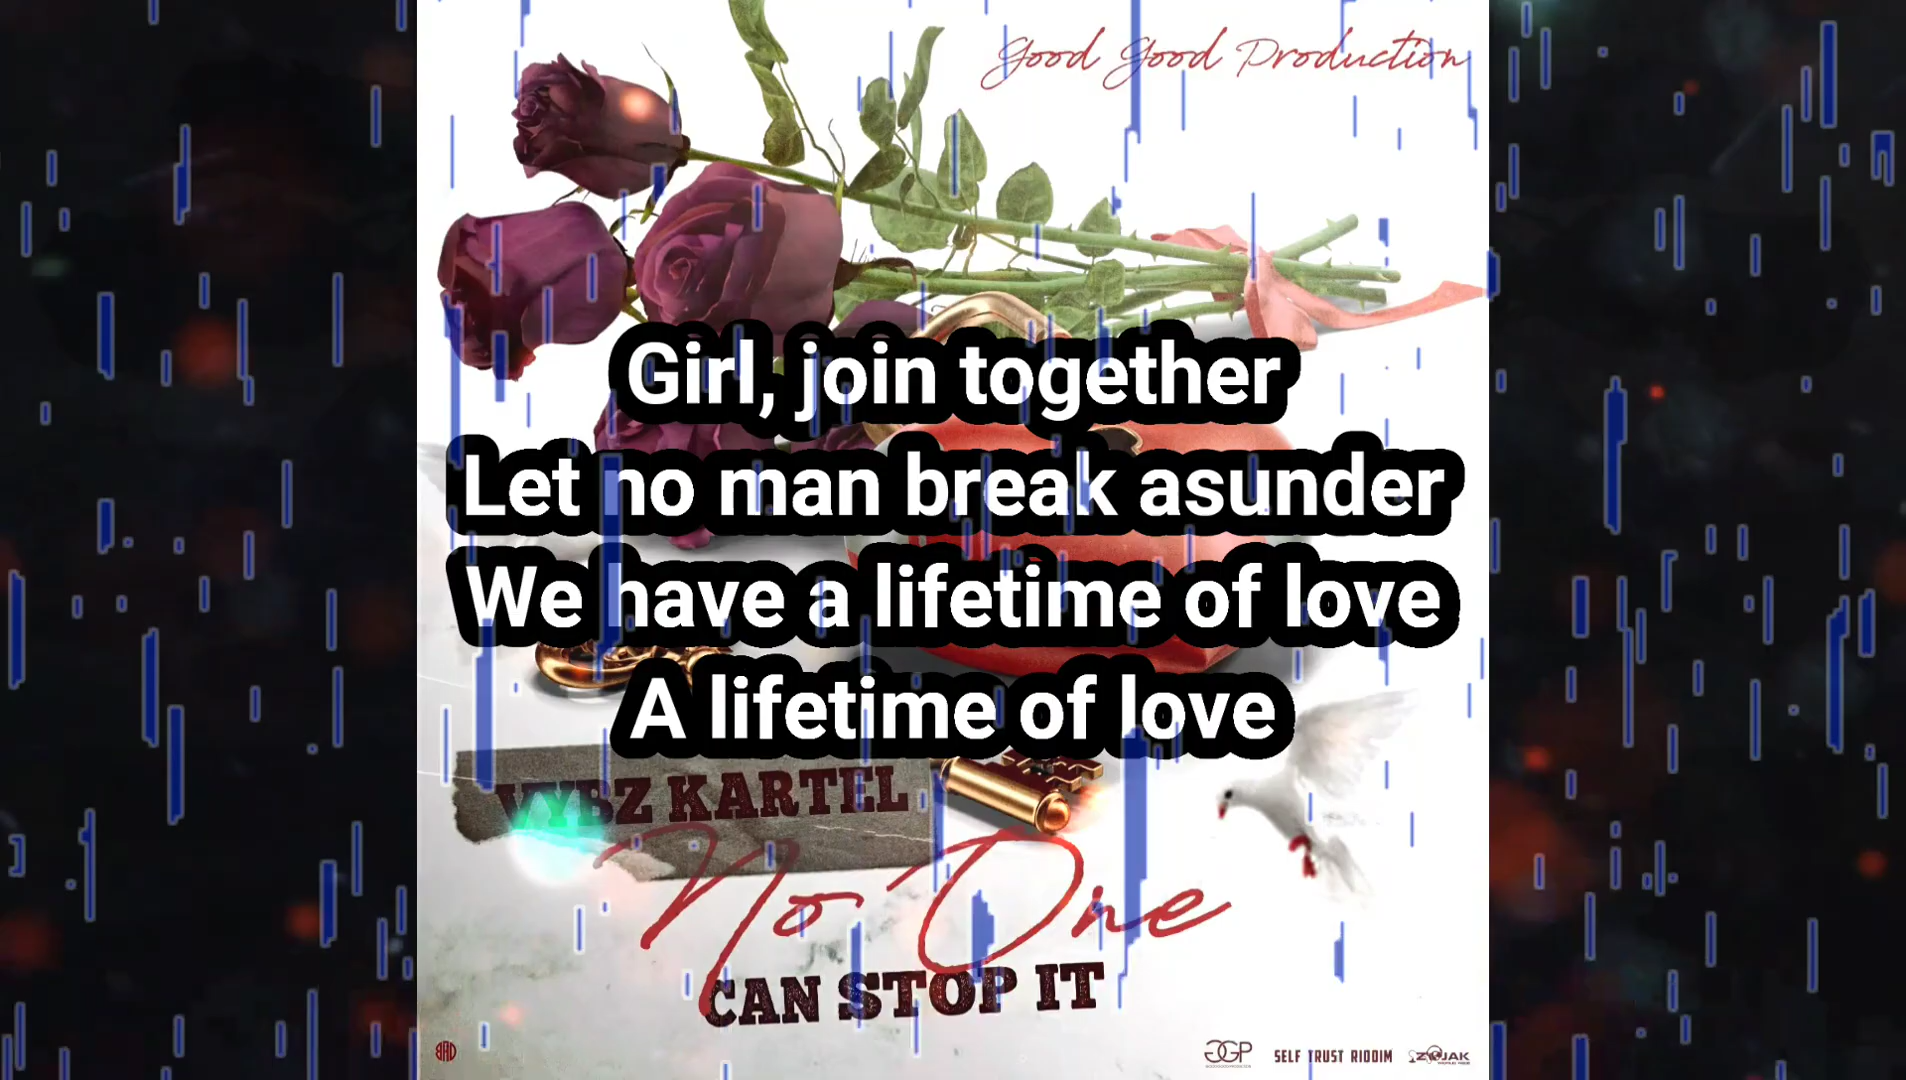 Good Good Production
Girl, join together
Let no man break asunder
We have a lifetime of love
A lifetime of love
VYBZ KARTEL
No One
CAN STOP IT
GGP
SELF TRUST RIDDIM
ZOJAK